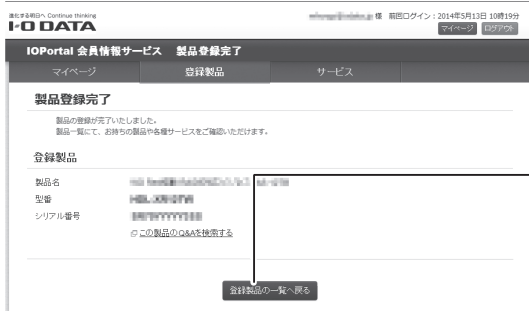 進化する明日へ Continue thinking
I-O DATA
様 前回ログイン：2014年5月13日 10時19分
マイページ ログアウト
IOPortal 会員情報サービス 製品登録完了
マイページ 登録製品 サービス
製品登録完了
製品の登録が完了いたしました。
製品一覧にて、お持ちの製品や各種サービスをご確認いただけます。
登録製品
製品名
型番
シリアル番号
この製品のQ&Aを検索する
登録製品の一覧へ戻る